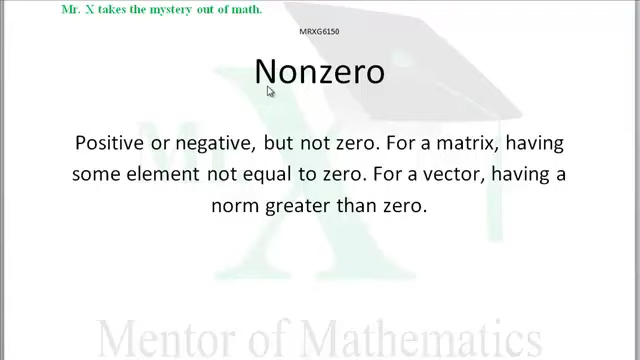 Mr. X takes the mystery out of math.
MRXG6150
Nonzero
Positive or negative, but not zero. For a matrix, having
some element not equal to zero. For a vector, having a
norm greater than zero.
Mentor of Mathematics